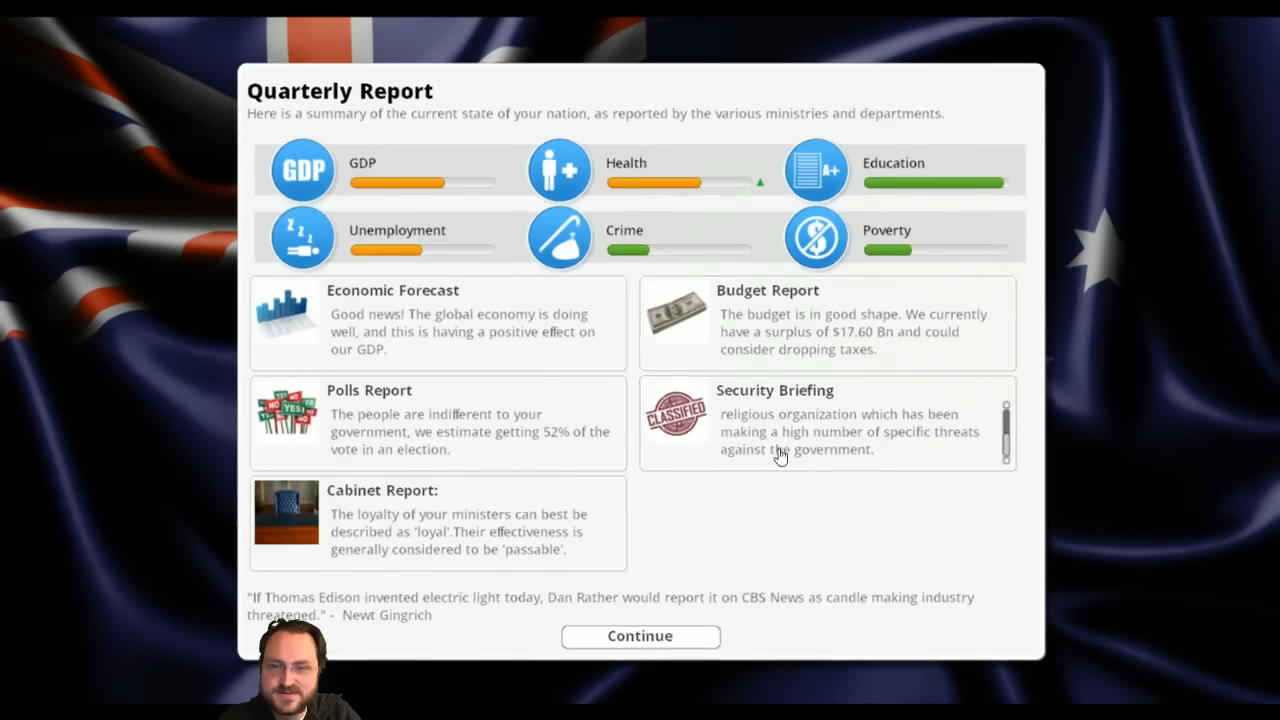 Quarterly Report
Here is a summary of the current state of your nation, as reported by the various ministries and departments.
GDP
GDP
Health
A+
Education
Z Z Z
Unemployment
Crime
$
Poverty
Economic Forecast
Good news! The global economy is doing
well, and this is having a positive effect on
our GDP.
Budget Report
The budget is in good shape. We currently
have a surplus of $17.60 Bn and could
consider dropping taxes.
NO YES NO
Polls Report
The people are indifferent to your
government, we estimate getting 52% of the
vote in an election.
CLASSIFIED
Security Briefing
religious organization which has been
making a high number of specific threats
against the government.
Cabinet Report:
The loyalty of your ministers can best be
described as 'loyal'.Their effectiveness is
generally considered to be 'passable'.
"If Thomas Edison invented electric light today, Dan Rather would report it on CBS News as candle making industry
threatened." - Newt Gingrich
Continue